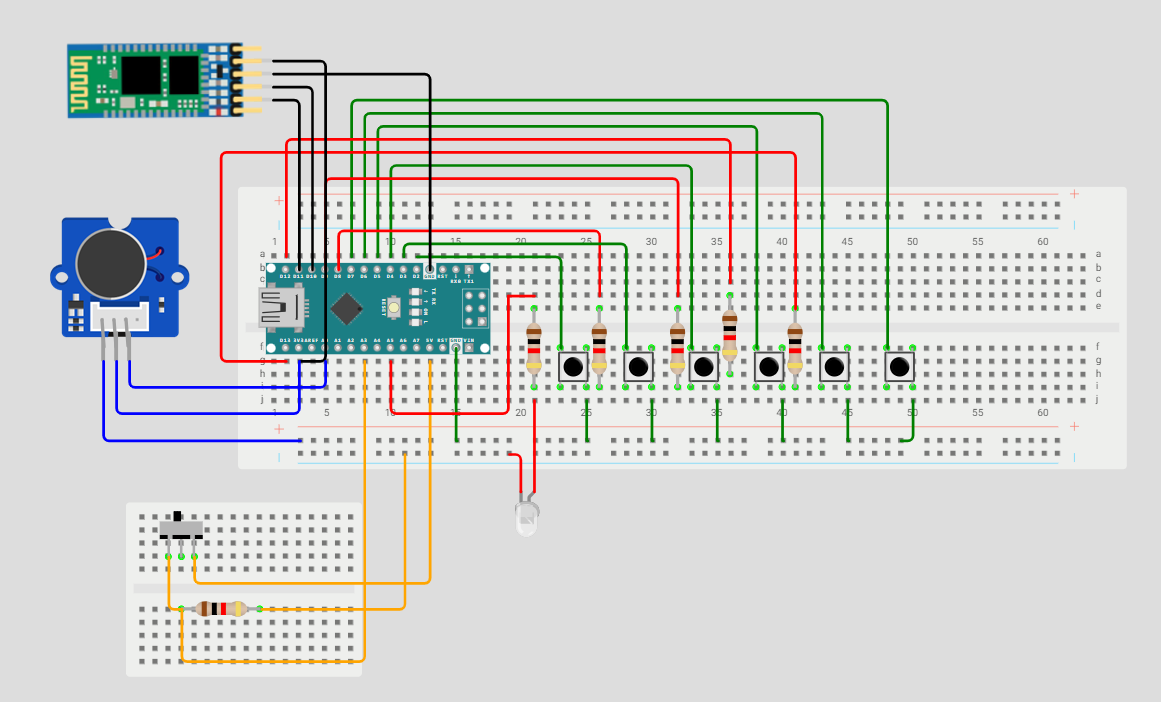 + +
1 5 10 15 20 25 30 35 40 45 50 55 60
a a
b b
D12 D11 D10 D9 D8 D7 D6 D5 D4 D3 D2 GND RST
RX0 TX1
c c
d d
TX RX ON L
RESET
e e
D13 3V3 AREF A0 A1 A2 A3 A4 A5 A6 A7 5V RST GND VIN
f f
g g
h h
i i
j j
1 5 10 15 20 25 30 35 40 45 50 55 60
+ +